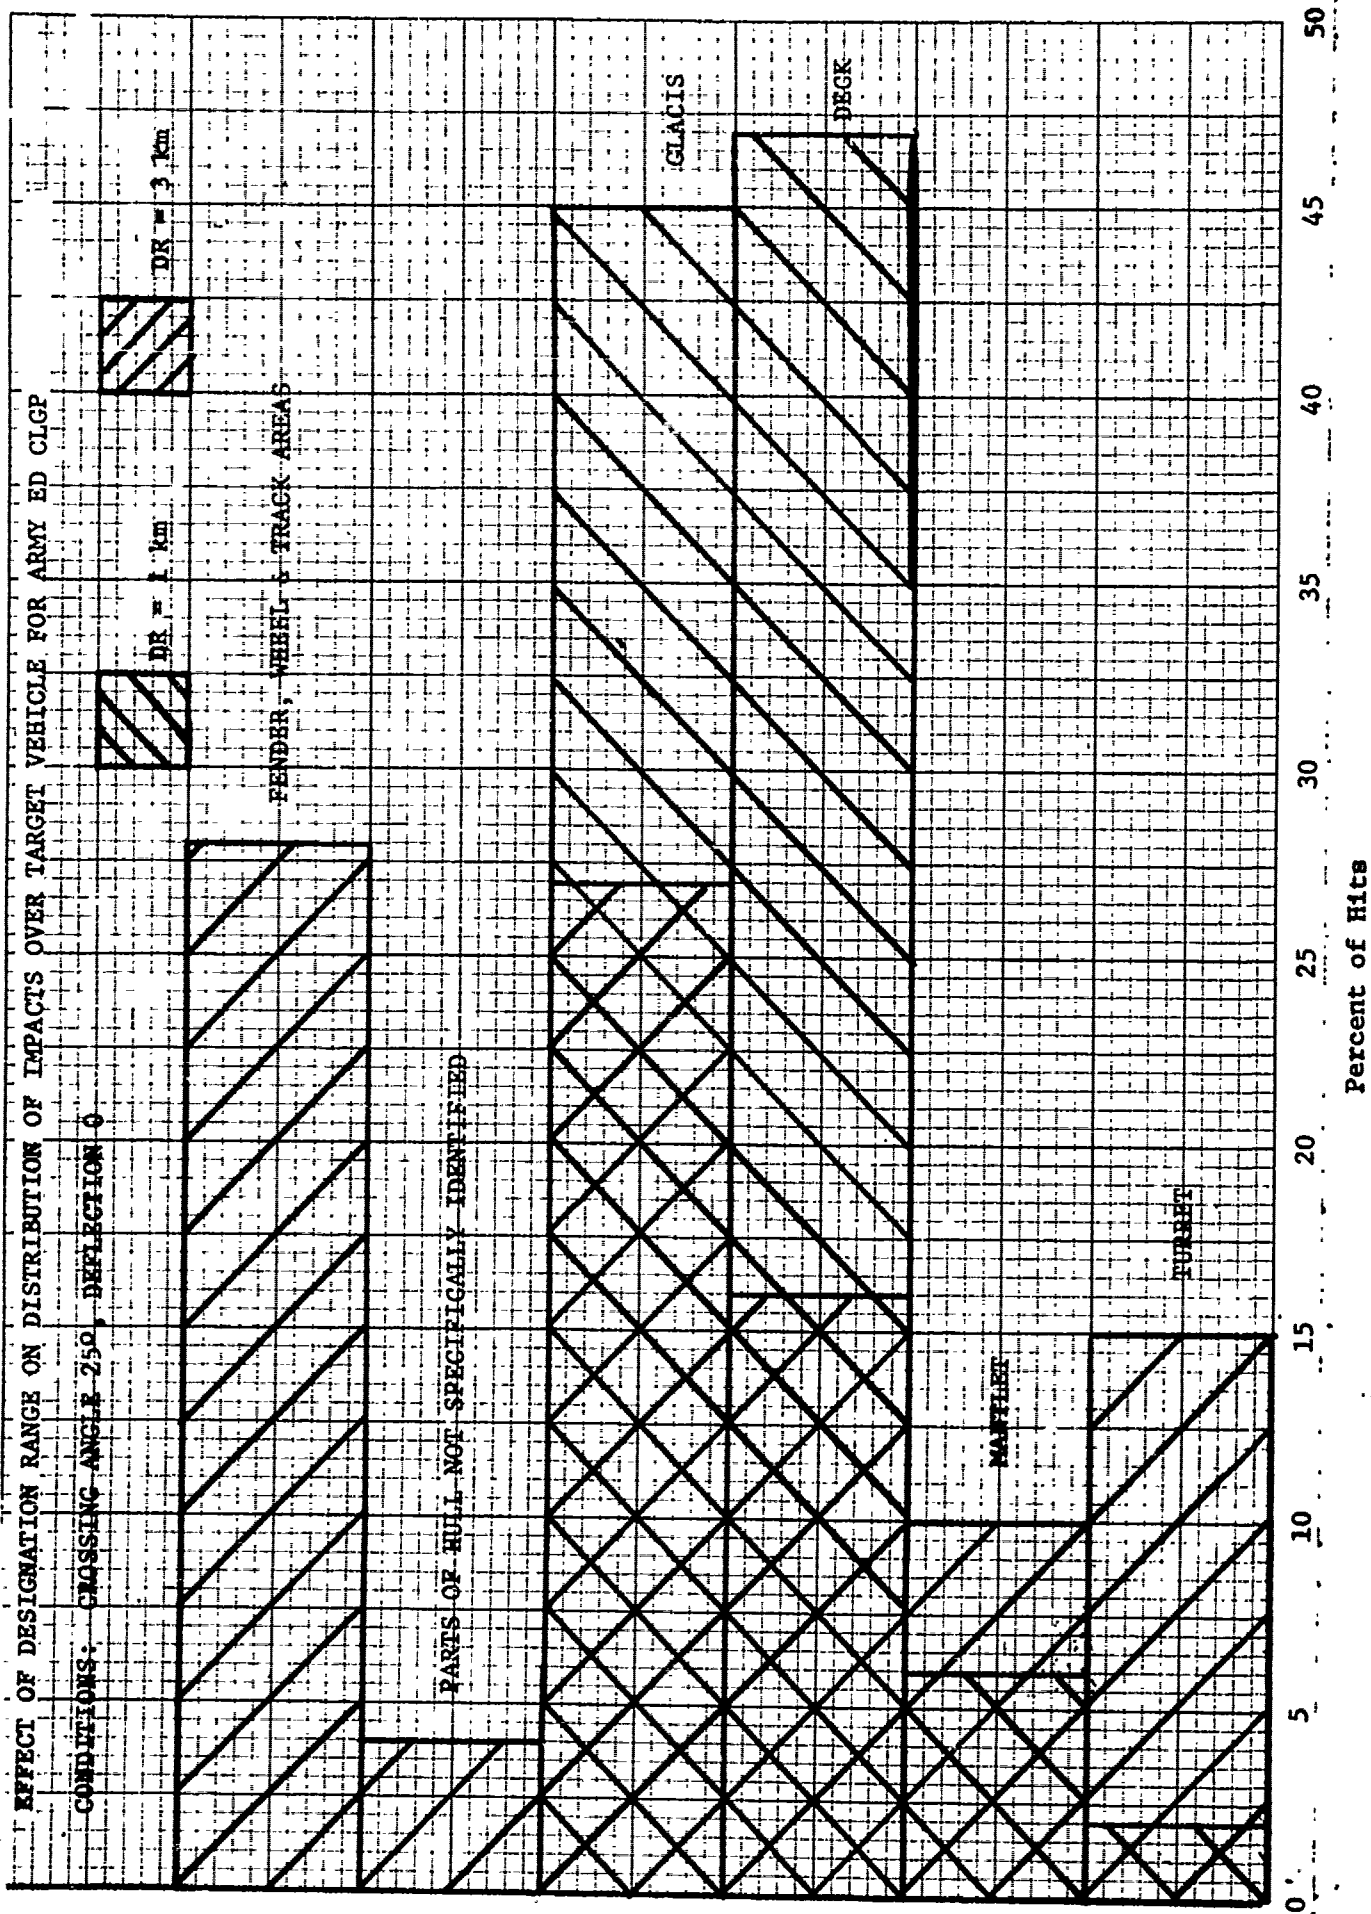 EFFECT OF DESIGNATION RANGE ON DISTRIBUTION OF IMPACTS OVER TARGET VEHICLE FOR ARMY ED CLGP
CONDITIONS: CROSSING ANGLE 25º, DEFLECTION 0
DR = 1 km
DR = 3 km
FENDER, WHEEL & TRACK AREAS
PARTS OF HULL NOT SPECIFICALLY IDENTIFIED
GLACIS
DECK
MANTLET
TURRET
0 5 10 15 20 25 30 35 40 45 50
Percent of Hits